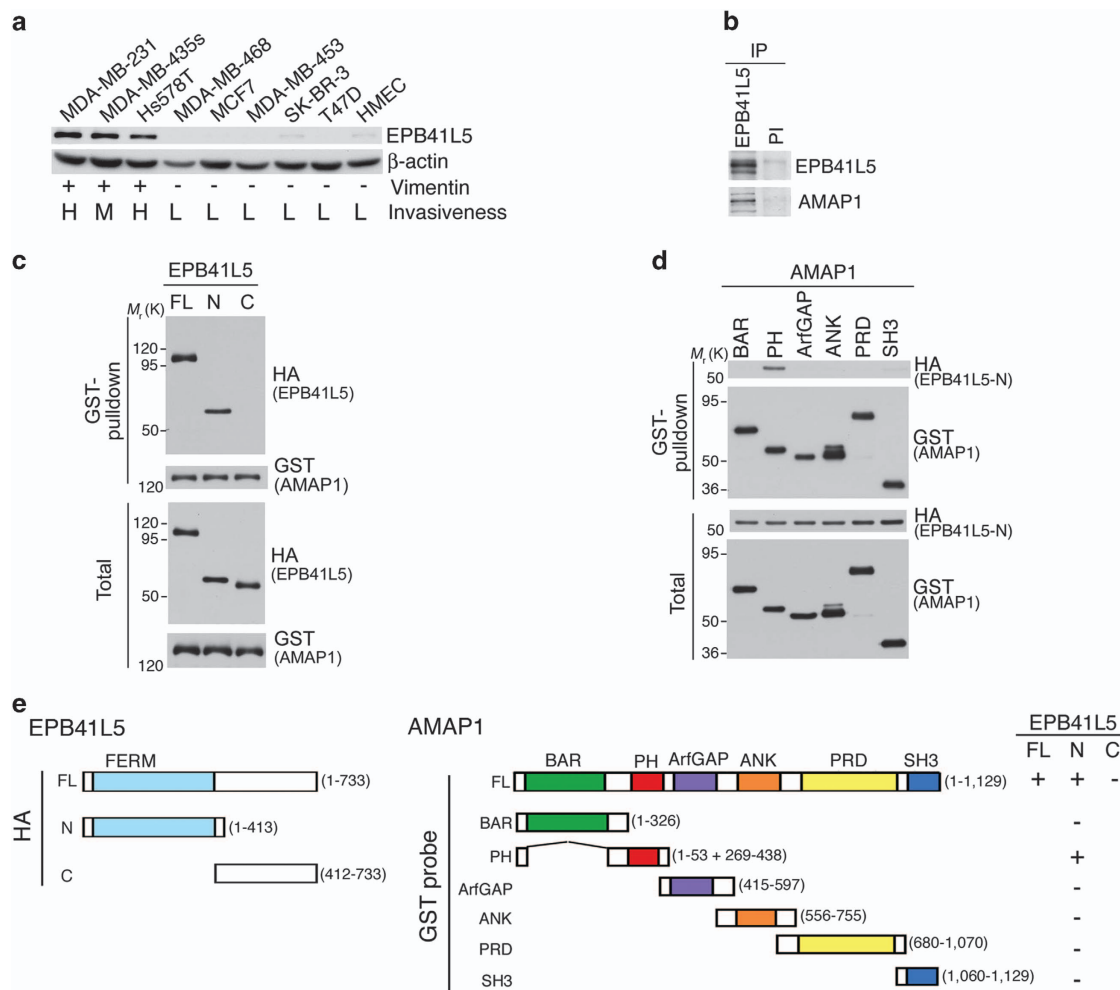 a
MDA-MB-231
MDA-MB-435s
Hs578T
MDA-MB-468
MCF7
MDA-MB-453
SK-BR-3
T47D
HMEC
EPB41L5
β-actin
+ + + - - - - - Vimentin
H M H L L L L L L Invasiveness
b
IP
EPB41L5
PI
EPB41L5
AMAP1
c
EPB41L5
Mr (K) FL N C
120
95
50
HA
(EPB41L5)
GST-
pulldown
GST
(AMAP1)
120
120
95
50
HA
(EPB41L5)
Total
GST
(AMAP1)
120
d
AMAP1
BAR
PH
ArfGAP
ANK
PRD
SH3
Mr (K)
50
HA
(EPB41L5-N)
95
50
36
GST
(AMAP1)
GST-
pulldown
50
HA
(EPB41L5-N)
95
50
36
GST
(AMAP1)
Total
e
EPB41L5
FERM
FL (1-733)
N (1-413)
C (412-733)
HA
AMAP1
BAR PH ArfGAP ANK PRD SH3
EPB41L5
FL N C
FL (1-1,129) + + -
BAR (1-326) -
PH (1-53 + 269-438) +
ArfGAP (415-597) -
ANK (556-755) -
PRD (680-1,070) -
SH3 (1,060-1,129) -
GST probe